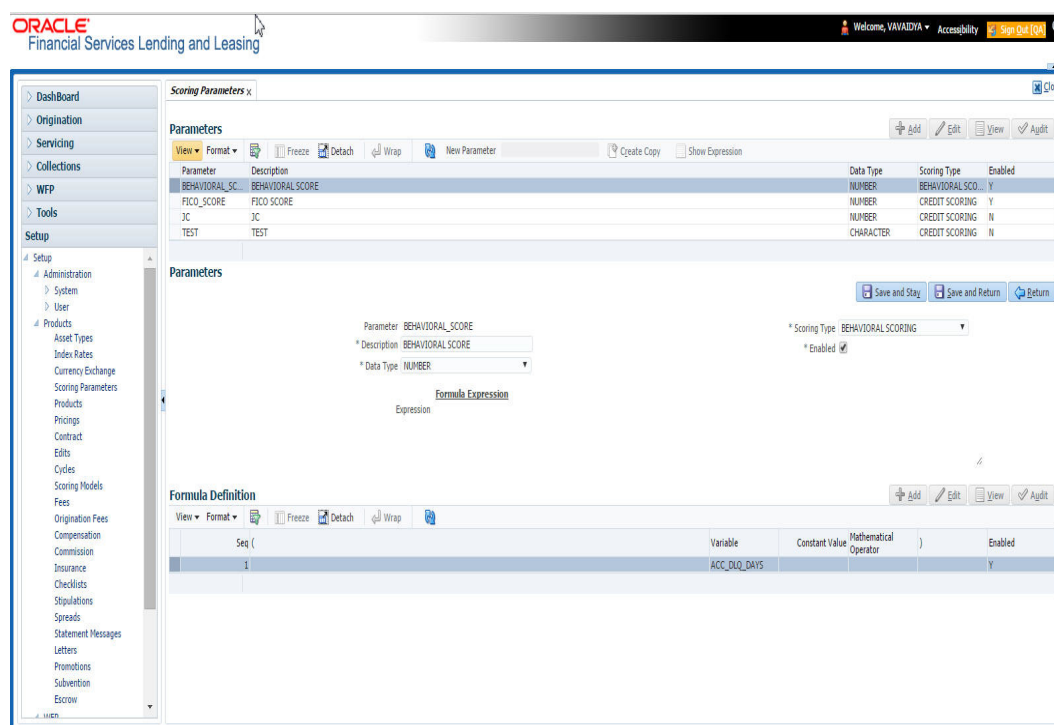 ORACLE'
Financial Services Lending and Leasing
Welcome, VAVAIDYA Accessibility Sign Out [QA]
DashBoard
Origination
Servicing
Collections
WFP
Tools
Setup
Setup
Administration
System
User
Products
Asset Types
Index Rates
Currency Exchange
Scoring Parameters
Products
Pricings
Contract
Edits
Cycles
Scoring Models
Fees
Origination Fees
Compensation
Commission
Insurance
Checklists
Stipulations
Spreads
Statement Messages
Letters
Promotions
Subvention
Escrow
WFP
Scoring Parameters x
Clo
Parameters
Add Edit View Audit
View Format Freeze Detach Wrap New Parameter Create Copy Show Expression
Parameter Description Data Type Scoring Type Enabled
BEHAVIORAL_SC... BEHAVIORAL SCORE NUMBER BEHAVIORAL SCO... Y
FICO_SCORE FICO SCORE NUMBER CREDIT SCORING Y
JC JC NUMBER CREDIT SCORING N
TEST TEST CHARACTER CREDIT SCORING N
Parameters
Save and Stay Save and Return Return
Parameter BEHAVIORAL_SCORE
* Description BEHAVIORAL SCORE
* Data Type NUMBER
* Scoring Type BEHAVIORAL SCORING
* Enabled
Formula Expression
Expression
Formula Definition
Add Edit View Audit
View Format Freeze Detach Wrap
Seq ( Variable Constant Value Mathematical Operator ) Enabled
1 ACC_DLQ_DAYS Y